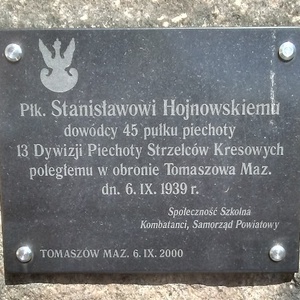 Płk. Stanisławowi Hojnowskiemu
dowódcy 45 pułku piechoty
13 Dywizji Piechoty Strzelców Kresowych
poległemu w obronie Tomaszowa Maz.
dn. 6. IX. 1939 r.
Społeczność Szkolna
Kombatanci, Samorząd Powiatowy
TOMASZÓW MAZ. 6. IX. 2000